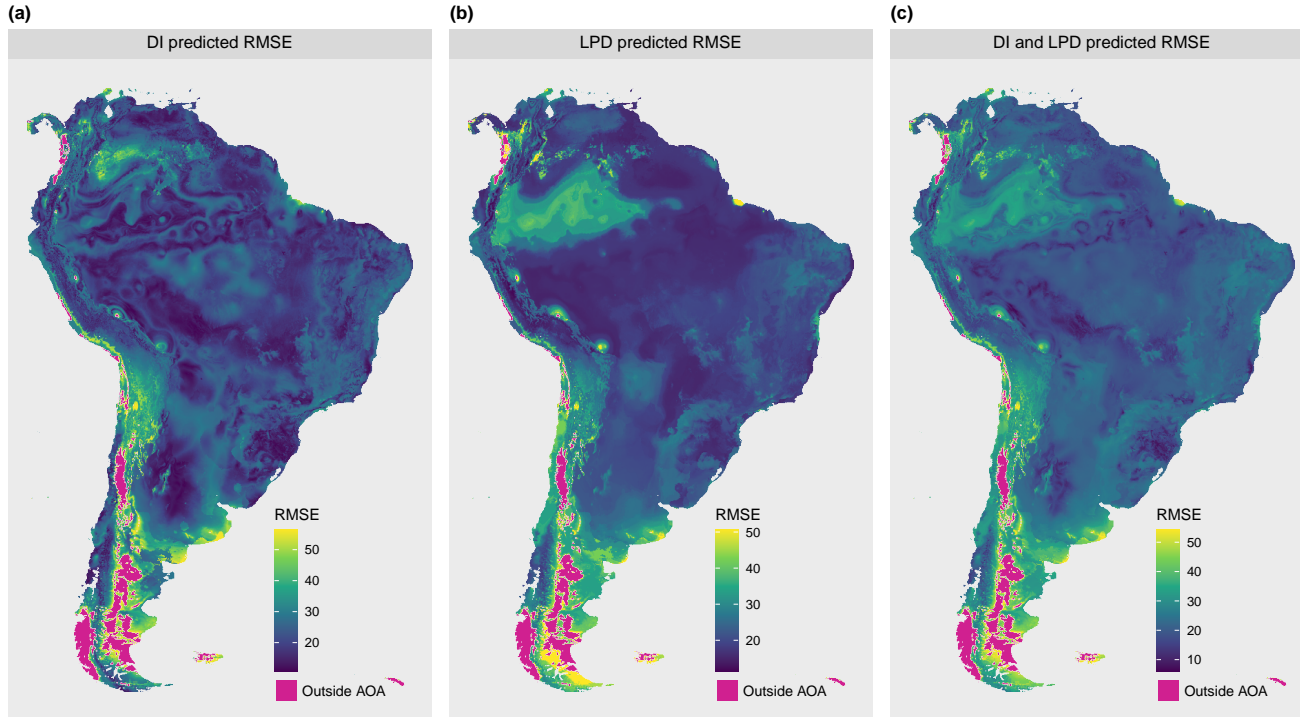 (a)
DI predicted RMSE
RMSE
50
40
30
20
Outside AOA
(b)
LPD predicted RMSE
RMSE
50
40
30
20
Outside AOA
(c)
DI and LPD predicted RMSE
RMSE
50
40
30
20
10
Outside AOA